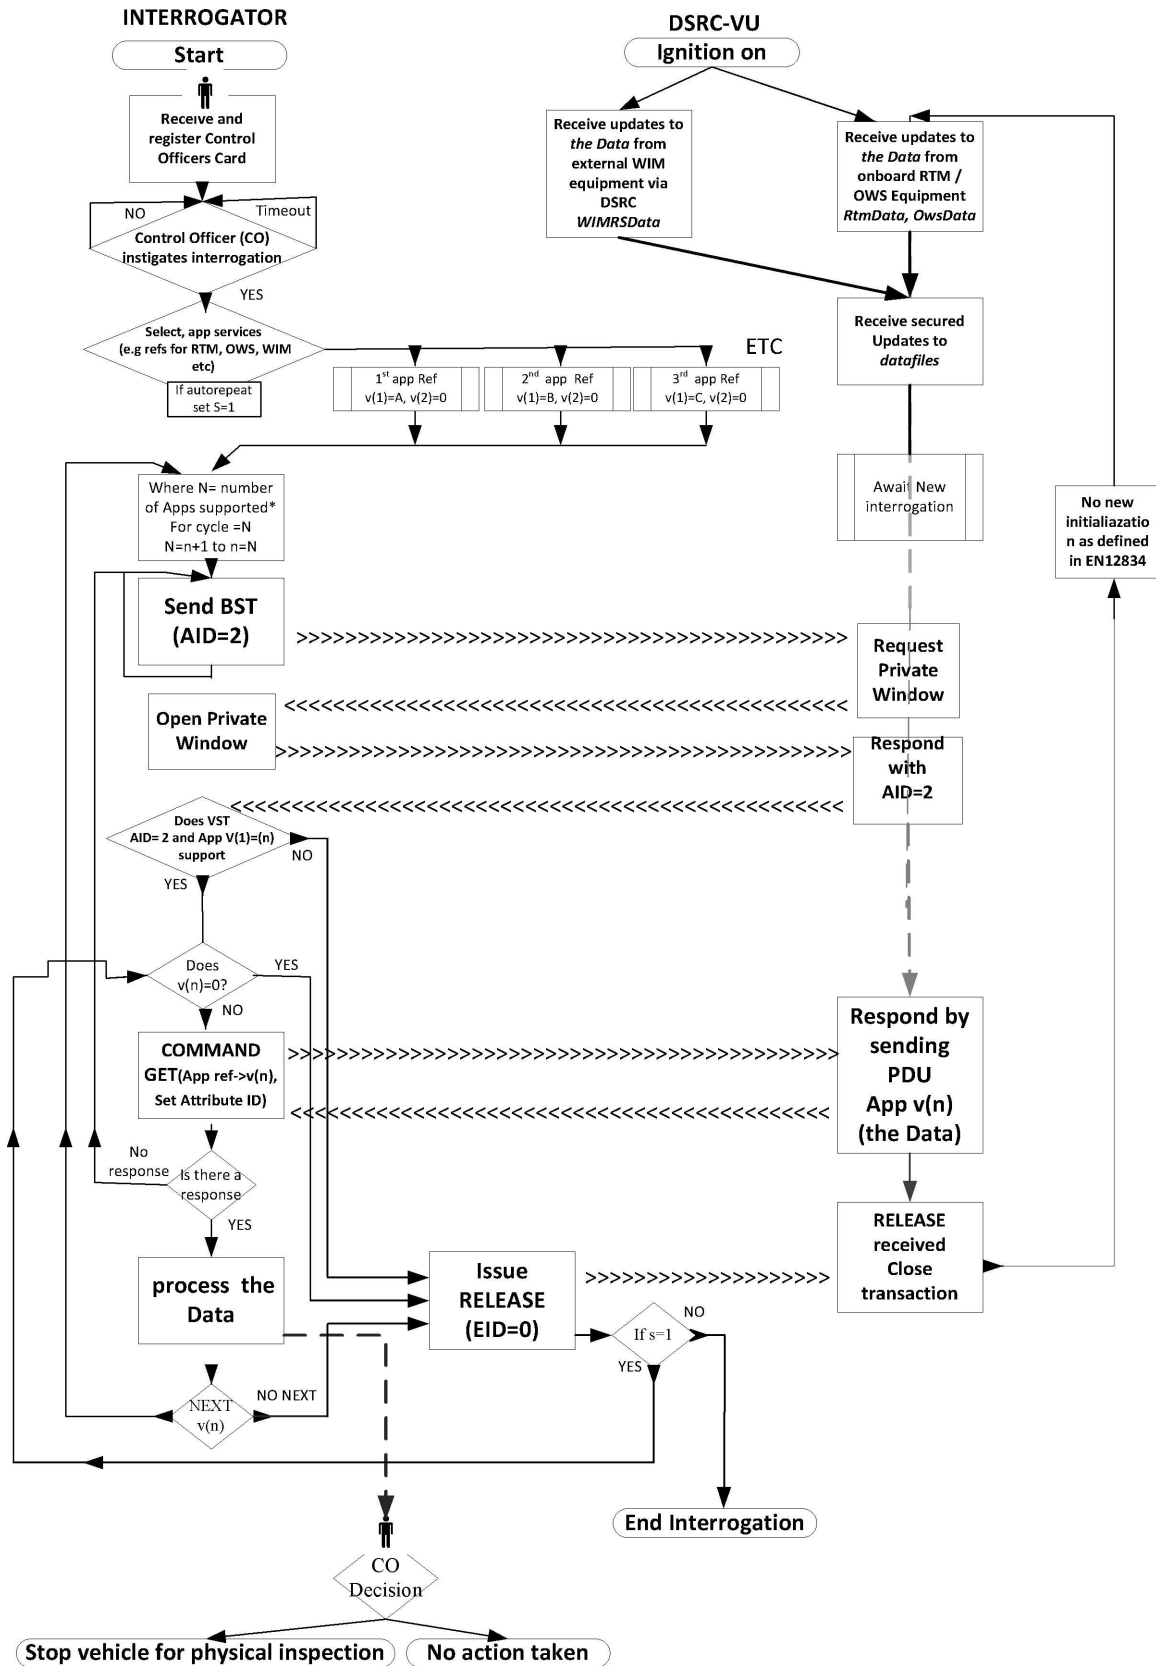 INTERROGATOR
Start
Receive and
register Control
Officers Card
NO
Timeout
Control Officer (CO)
instigates interrogation
YES
Select, app services
(e.g refs for RTM, OWS, WIM
etc)
If autorepeat
set S=1
1st app Ref
v(1)=A, v(2)=0
2nd app Ref
v(1)=B, v(2)=0
3rd app Ref
v(1)=C, v(2)=0
ETC
Where N= number
of Apps supported*
For cycle =N
N=n+1 to n=N
Send BST
(AID=2)
Open Private
Window
Does VST
AID= 2 and App V(1)=(n)
support
NO
YES
Does
v(n)=0?
YES
NO
COMMAND
GET(App ref->v(n),
Set Attribute ID)
No
response
Is there a
response
YES
process the
Data
NEXT
v(n)
NO NEXT
Issue
RELEASE
(EID=0)
If s=1
NO
YES
End Interrogation
CO
Decision
Stop vehicle for physical inspection
No action taken
DSRC-VU
Ignition on
Receive updates to
the Data from
external WIM
equipment via
DSRC
WIMRSData
Receive updates to
the Data from
onboard RTM /
OWS Equipment
RtmData, OwsData
Receive secured
Updates to
datafiles
Await New
interrogation
No new
initialiazatio
n as defined
in EN12834
>>>>>>>>>>>>>>>>>>>>>>>>>>>>>>>>>>>>
Request
Private
Window
<<<<<<<<<<<<<<<<<<<<<<<<<<<<<<<<<<<<<
>>>>>>>>>>>>>>>>>>>>>>>>>>>>>>>>>>>>>>
Respond
with
AID=2
<<<<<<<<<<<<<<<<<<<<<<<<<<<<<<<<<<<<<<<<
Respond by
sending
PDU
App v(n)
(the Data)
>>>>>>>>>>>>>>>>>>>>>>>>>>>>>>>>>>>>
<<<<<<<<<<<<<<<<<<<<<<<<<<<<<<<<<<<
RELEASE
received
Close
transaction
>>>>>>>>>>>>>>>>